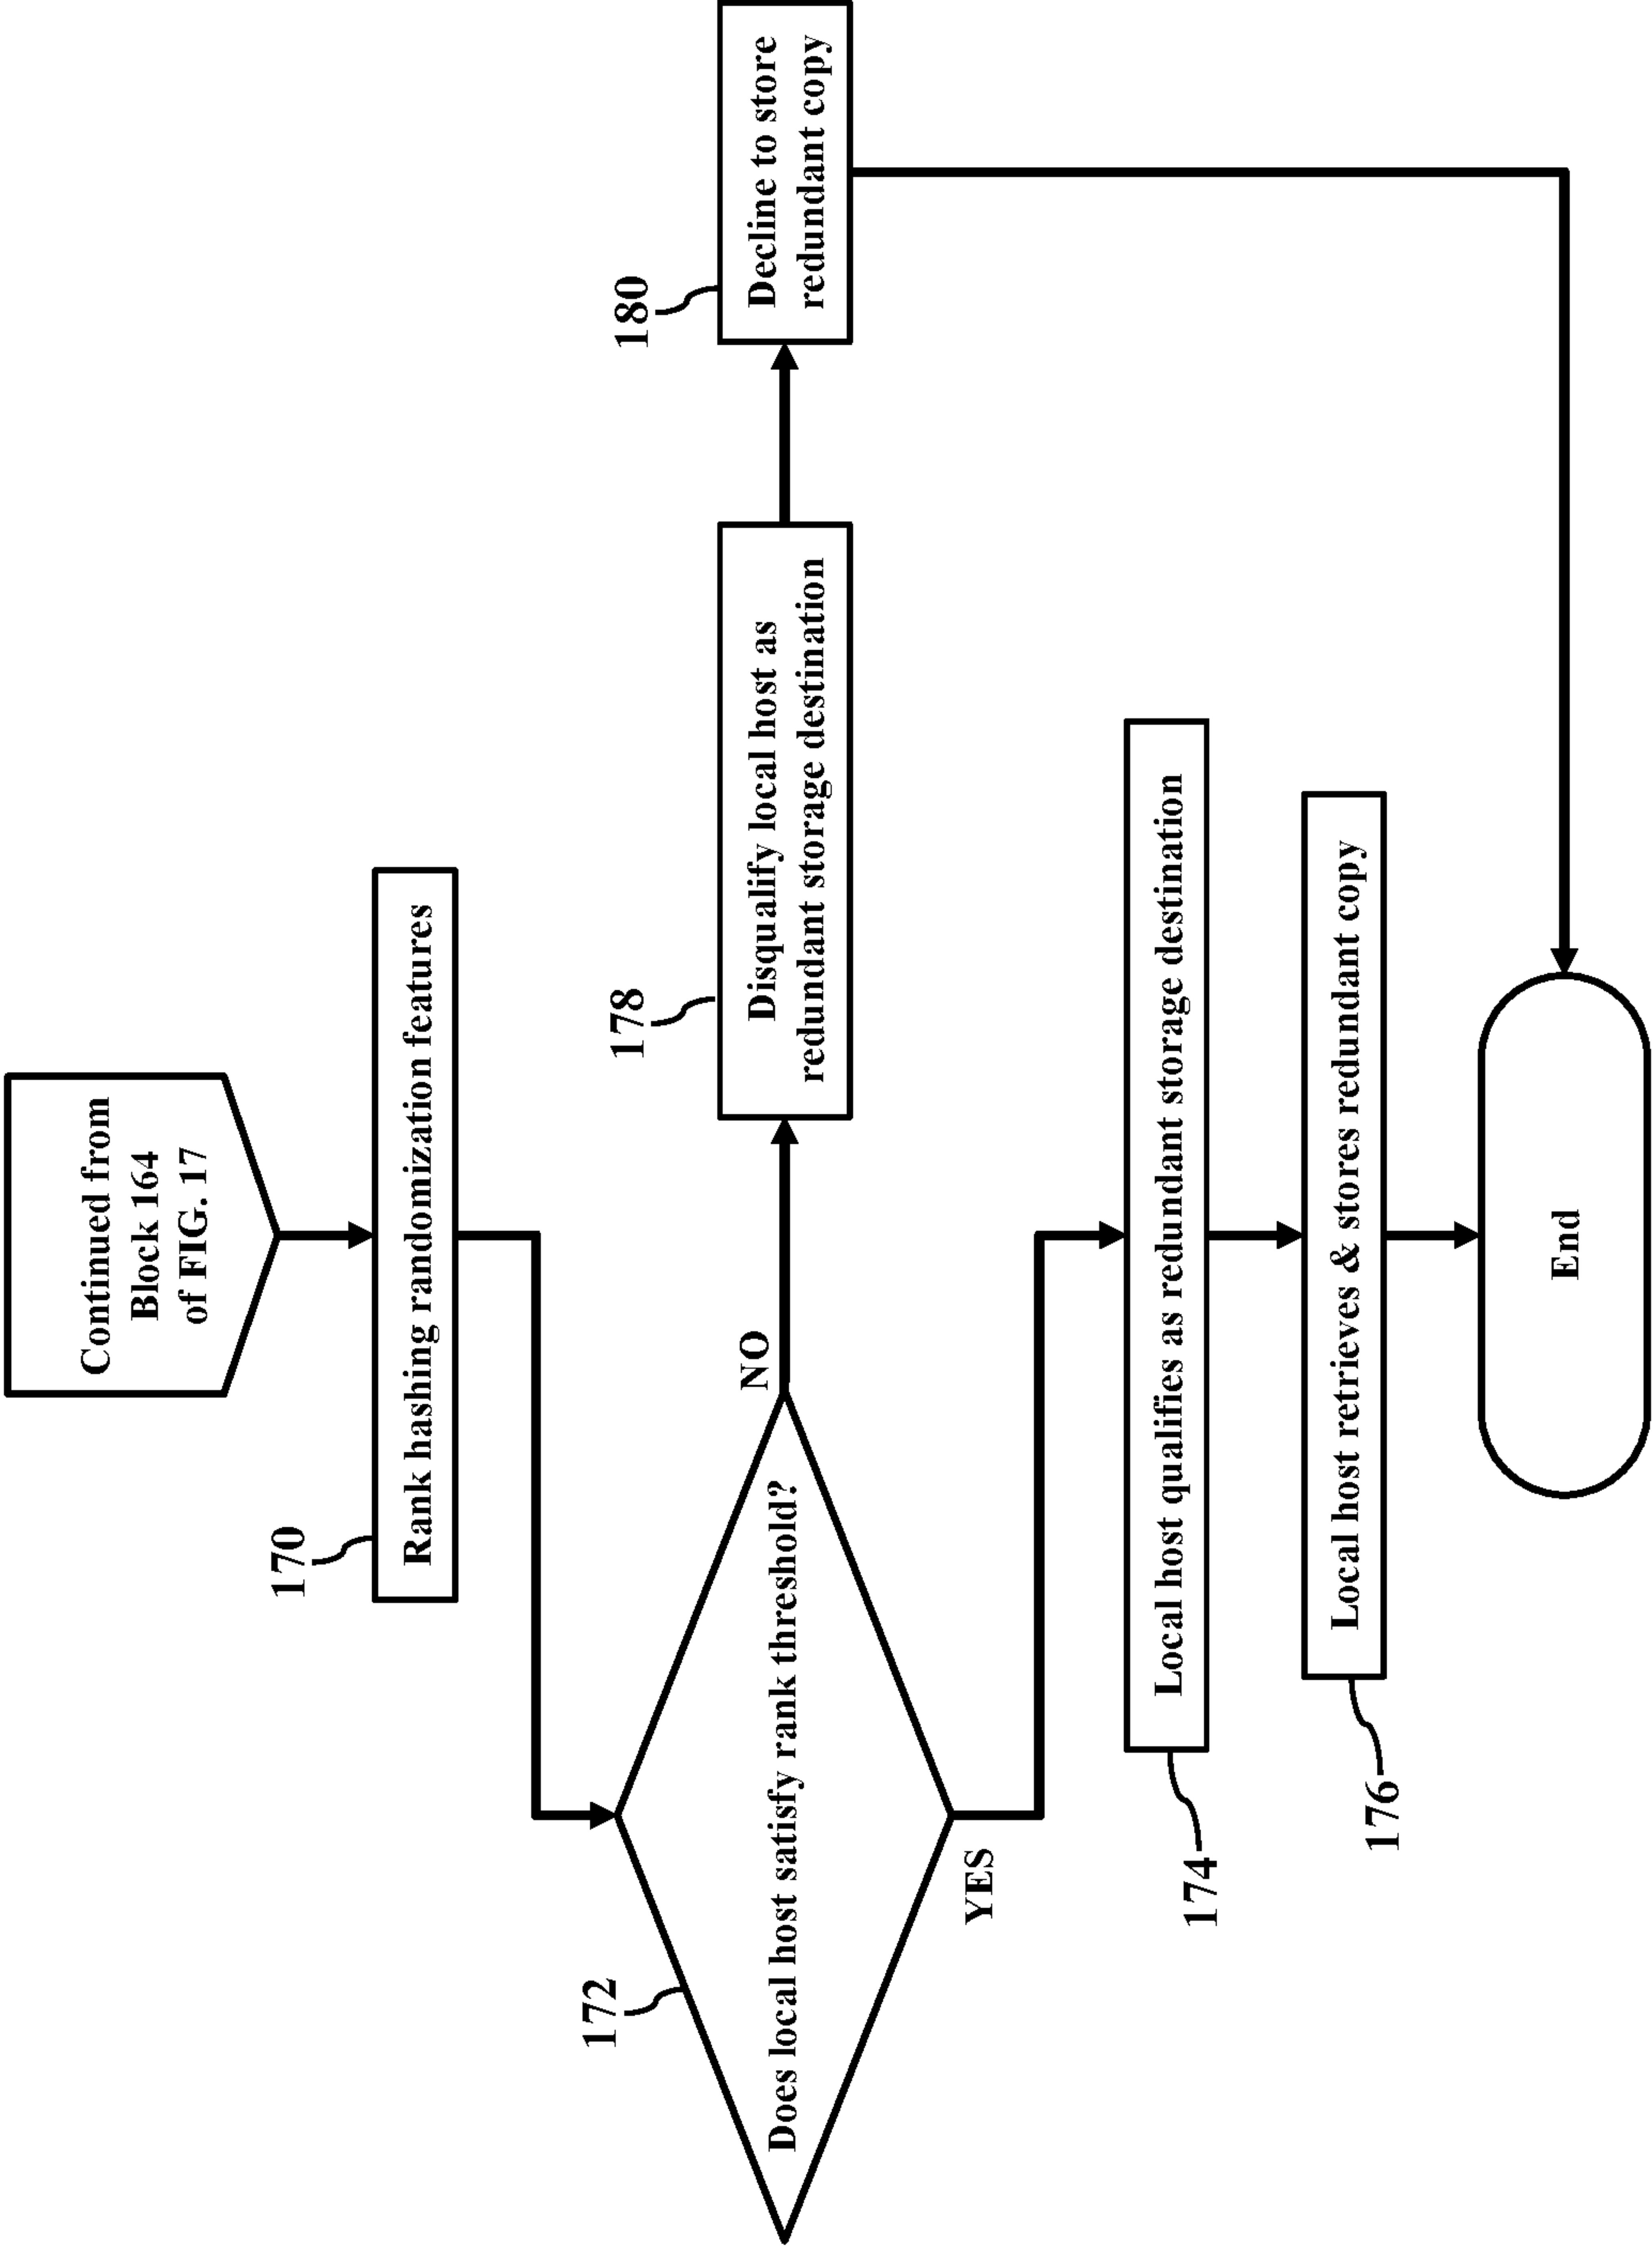 Continued from
Block 164
of FIG. 17
170
Rank hashing randomization features
172
Does local host satisfy rank threshold?
NO
178
Disqualify local host as
redundant storage destination
180
Decline to store
redundant copy
YES
174
Local host qualifies as redundant storage destination
176
Local host retrieves & stores redundant copy
End